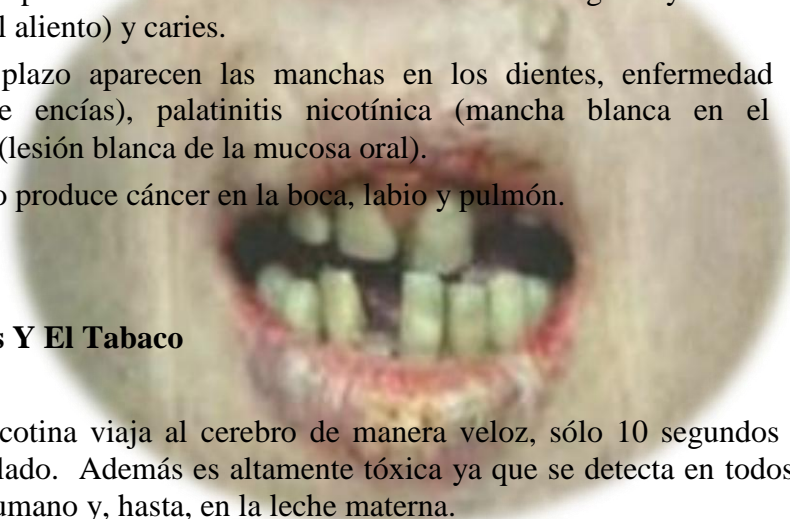 l aliento) y caries.
plazo aparecen las manchas en los dientes, enfermedad
e encías), palatinitis nicotínica (mancha blanca en el
(lesión blanca de la mucosa oral).
o produce cáncer en la boca, labio y pulmón.
s Y El Tabaco
cotina viaja al cerebro de manera veloz, sólo 10 segundos
lado. Además es altamente tóxica ya que se detecta en todos
umano y, hasta, en la leche materna.